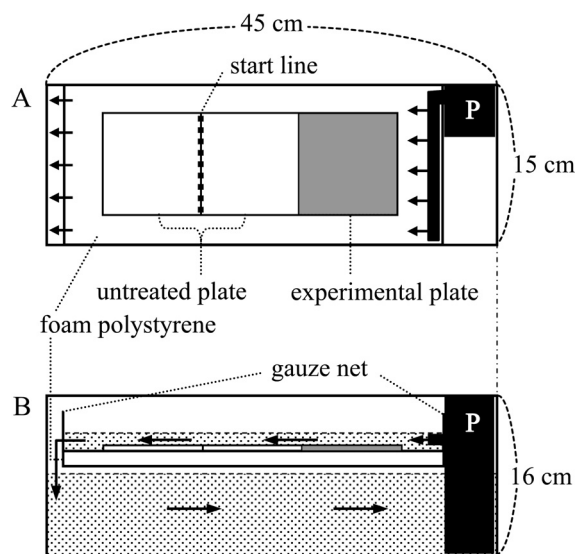 45 cm
start line
A
P
15 cm
untreated plate
experimental plate
foam polystyrene
gauze net
B
P
16 cm